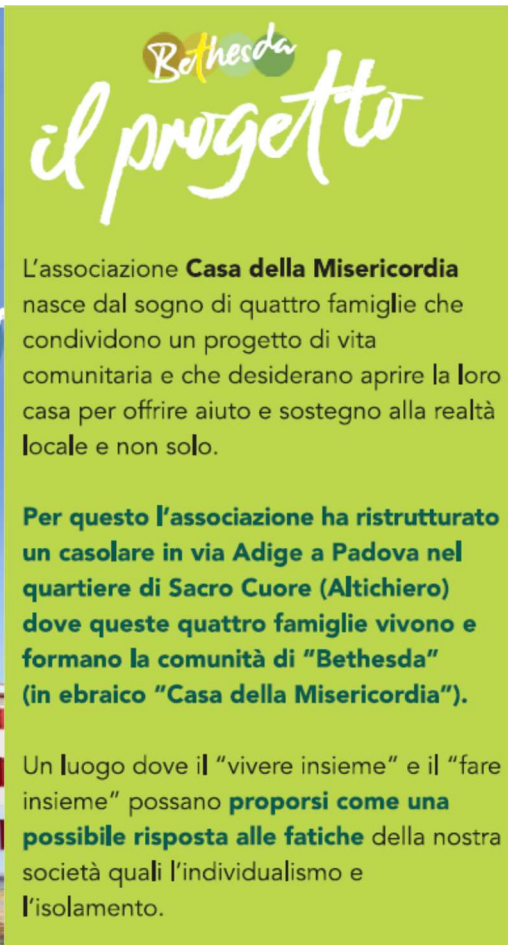 Bethesda
il progetto
L'associazione Casa della Misericordia
nasce dal sogno di quattro famiglie che
condividono un progetto di vita
comunitaria e che desiderano aprire la loro
casa per offrire aiuto e sostegno alla realtà
locale e non solo.
Per questo l'associazione ha ristrutturato
un casolare in via Adige a Padova nel
quartiere di Sacro Cuore (Altichiero)
dove queste quattro famiglie vivono e
formano la comunità di "Bethesda"
(in ebraico "Casa della Misericordia").
Un luogo dove il "vivere insieme" e il "fare
insieme" possano proporsi come una
possibile risposta alle fatiche della nostra
società quali l'individualismo e
l'isolamento.